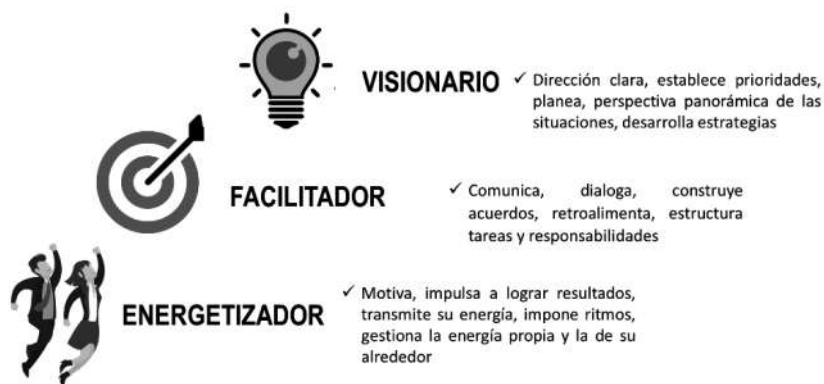 VISIONARIO
✓ Dirección clara, establece prioridades,
planea, perspectiva panorámica de las
situaciones, desarrolla estrategias
FACILITADOR
✓ Comunica, dialoga, construye
acuerdos, retroalimenta, estructura
tareas y responsabilidades
ENERGETIZADOR
✓ Motiva, impulsa a lograr resultados,
transmite su energía, impone ritmos,
gestiona la energía propia y la de su
alrededor